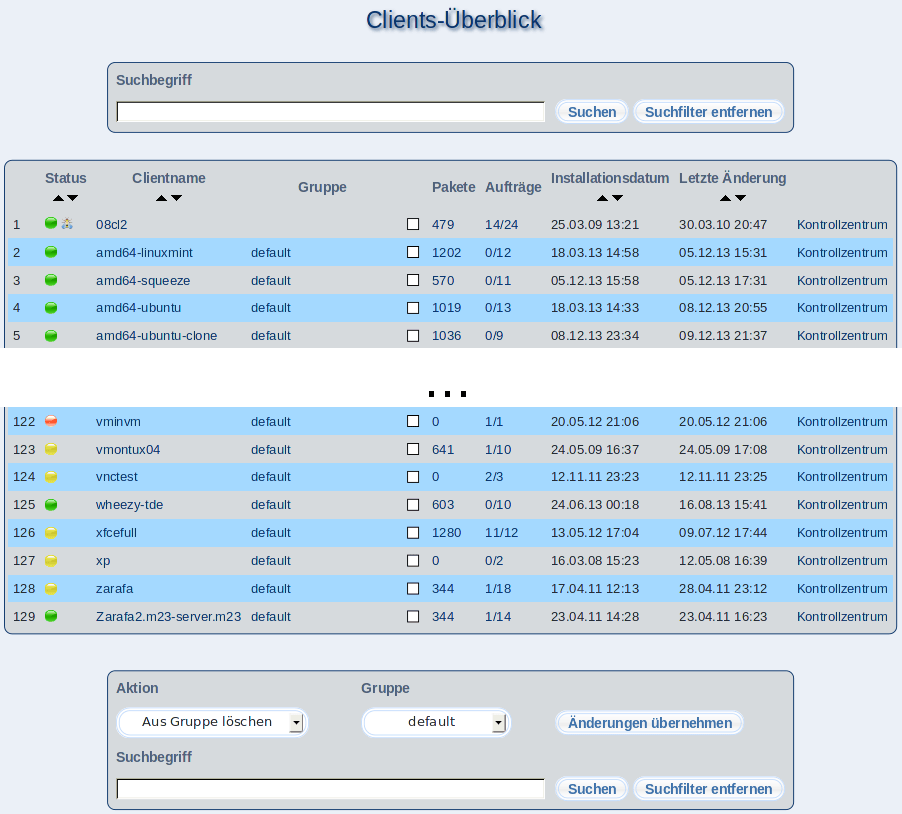 Clients-Überblick
Suchbegriff
Suchen Suchfilter entfernen
Status Clientname Gruppe Pakete Aufträge Installationsdatum Letzte Änderung
1 08cl2 479 14/24 25.03.09 13:21 30.03.10 20:47 Kontrollzentrum
2 amd64-linuxmint default 1202 0/12 18.03.13 14:58 05.12.13 15:31 Kontrollzentrum
3 amd64-squeeze default 570 0/11 05.12.13 15:58 05.12.13 17:31 Kontrollzentrum
4 amd64-ubuntu default 1019 0/13 18.03.13 14:33 08.12.13 20:55 Kontrollzentrum
5 amd64-ubuntu-clone default 1036 0/9 08.12.13 23:34 09.12.13 21:37 Kontrollzentrum
...
122 vminvm default 0 1/1 20.05.12 21:06 20.05.12 21:06 Kontrollzentrum
123 vmontux04 default 641 1/10 24.05.09 16:37 24.05.09 17:08 Kontrollzentrum
124 vnctest default 0 2/3 12.11.11 23:23 12.11.11 23:25 Kontrollzentrum
125 wheezy-tde default 603 0/10 24.06.13 00:18 16.08.13 15:41 Kontrollzentrum
126 xfcefull default 1280 11/12 13.05.12 17:04 09.07.12 17:44 Kontrollzentrum
127 xp default 0 0/2 16.03.08 15:23 12.05.08 16:39 Kontrollzentrum
128 zarafa default 344 1/18 17.04.11 12:13 28.04.11 23:12 Kontrollzentrum
129 Zarafa2.m23-server.m23 default 344 1/14 23.04.11 14:28 23.04.11 16:23 Kontrollzentrum
Aktion Gruppe
Aus Gruppe löschen default Änderungen übernehmen
Suchbegriff
Suchen Suchfilter entfernen